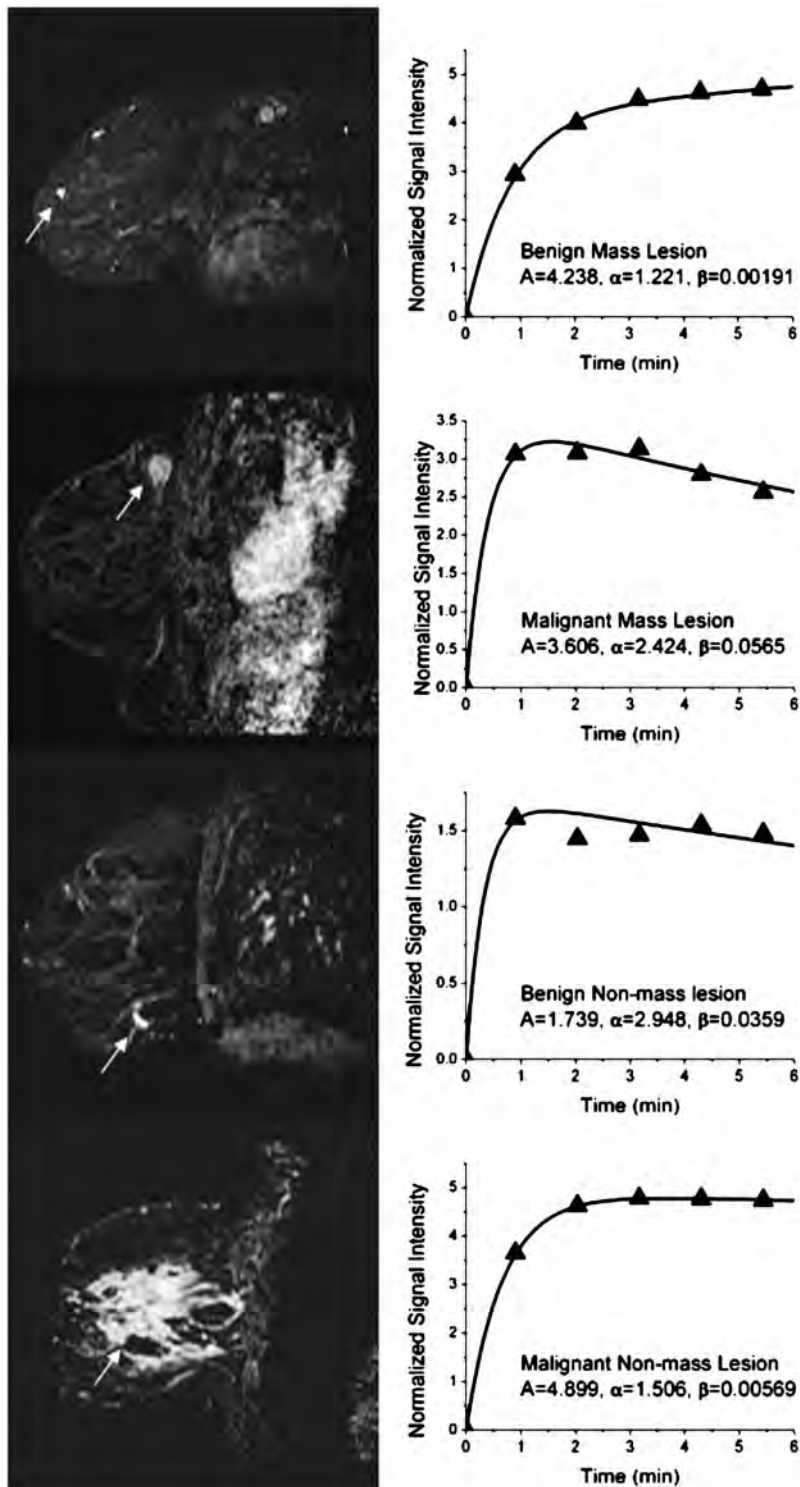 5
4
3
2
1
0
0 1 2 3 4 5 6
Normalized Signal Intensity
Time (min)
Benign Mass Lesion
A=4.238, α=1.221, β=0.00191
3.5
3.0
2.5
2.0
1.5
1.0
0.5
0.0
0 1 2 3 4 5 6
Normalized Signal Intensity
Time (min)
Malignant Mass Lesion
A=3.606, α=2.424, β=0.0565
1.5
1.0
0.5
0.0
0 1 2 3 4 5 6
Normalized Signal Intensity
Time (min)
Benign Non-mass lesion
A=1.739, α=2.948, β=0.0359
5
4
3
2
1
0
0 1 2 3 4 5 6
Normalized Signal Intensity
Time (min)
Malignant Non-mass Lesion
A=4.899, α=1.506, β=0.00569